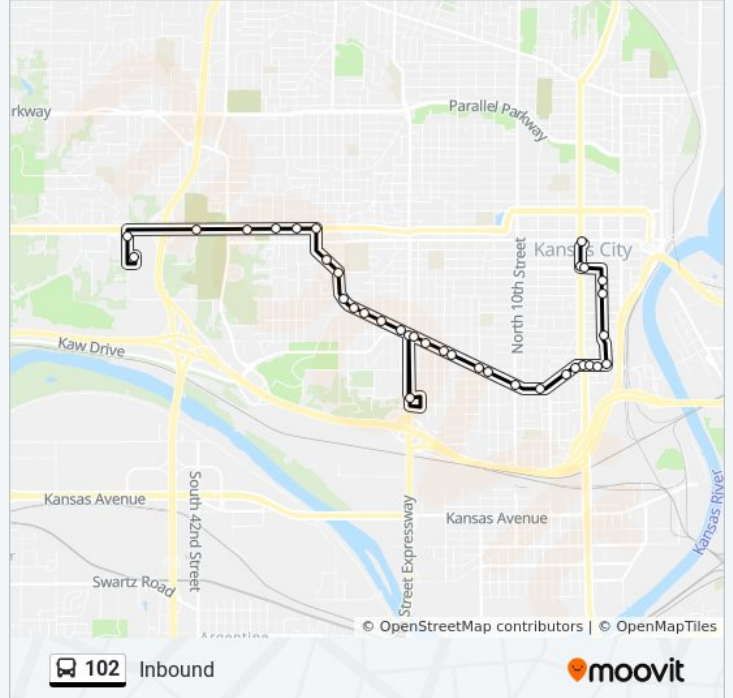 Parallel Parkway
rkway
Kansas City
North 10th Street
Kaw Drive
South 42nd Street
Kansas Avenue
Kansas Avenue
Street Expressway
Kansas River
Swartz Road
Argentine
© OpenStreetMap contributors | © OpenMapTiles
102 Inbound
moovit